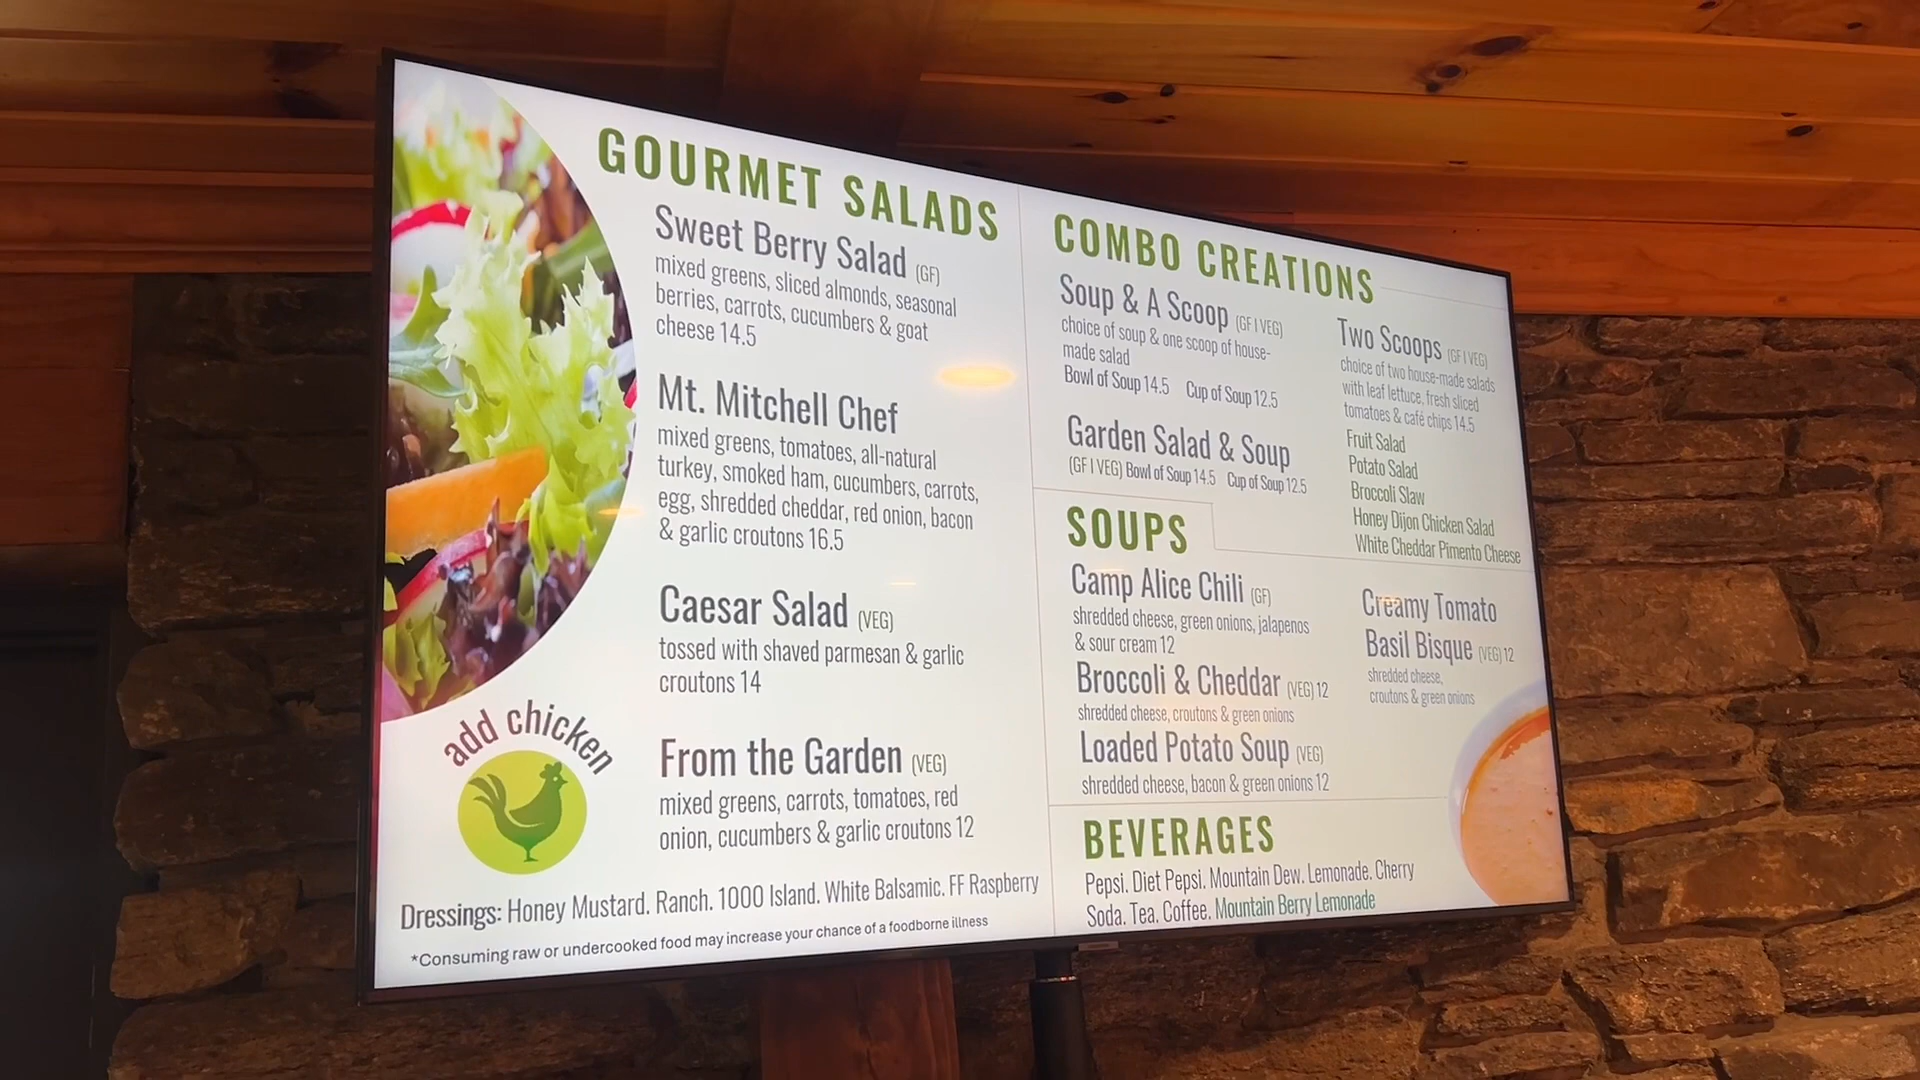 GOURMET SALADS
Sweet Berry Salad (GF)
mixed greens, sliced almonds, seasonal
berries, carrots, cucumbers & goat
cheese 14.5
Mt. Mitchell Chef
mixed greens, tomatoes, all-natural
turkey, smoked ham, cucumbers, carrots,
egg, shredded cheddar, red onion, bacon
& garlic croutons 16.5
Caesar Salad (VEG)
tossed with shaved parmesan & garlic
croutons 14
From the Garden (VEG)
mixed greens, carrots, tomatoes, red
onion, cucumbers & garlic croutons 12
add chicken
Dressings: Honey Mustard. Ranch. 1000 Island. White Balsamic. FF Raspberry
*Consuming raw or undercooked food may increase your chance of a foodborne illness
COMBO CREATIONS
Soup & A Scoop (GF I VEG)
choice of soup & one scoop of house-
made salad
Bowl of Soup 14.5 Cup of Soup 12.5
Garden Salad & Soup
(GF I VEG) Bowl of Soup 14.5 Cup of Soup 12.5
Two Scoops (GF I VEG)
choice of two house-made salads
with leaf lettuce, fresh sliced
tomatoes & café chips 14.5
Fruit Salad
Potato Salad
Broccoli Slaw
Honey Dijon Chicken Salad
White Cheddar Pimento Cheese
SOUPS
Camp Alice Chili (GF)
shredded cheese, green onions, jalapenos
& sour cream 12
Broccoli & Cheddar (VEG) 12
shredded cheese, croutons & green onions
Loaded Potato Soup (VEG)
shredded cheese, bacon & green onions 12
Creamy Tomato
Basil Bisque (VEG) 12
shredded cheese,
croutons & green onions
BEVERAGES
Pepsi. Diet Pepsi. Mountain Dew. Lemonade. Cherry
Soda. Tea. Coffee. Mountain Berry Lemonade